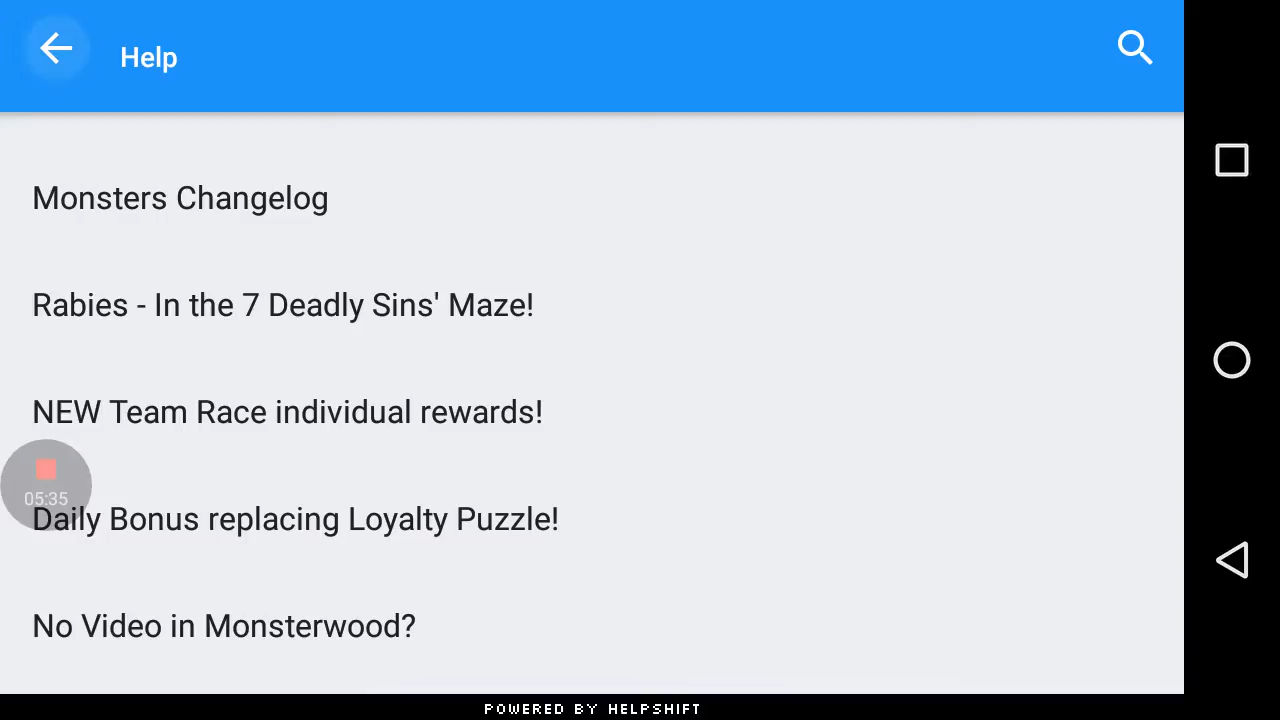 Help
Monsters Changelog
Rabies - In the 7 Deadly Sins' Maze!
NEW Team Race individual rewards!
05:35
Daily Bonus replacing Loyalty Puzzle!
No Video in Monsterwood?
POWERED BY HELPSHIFT